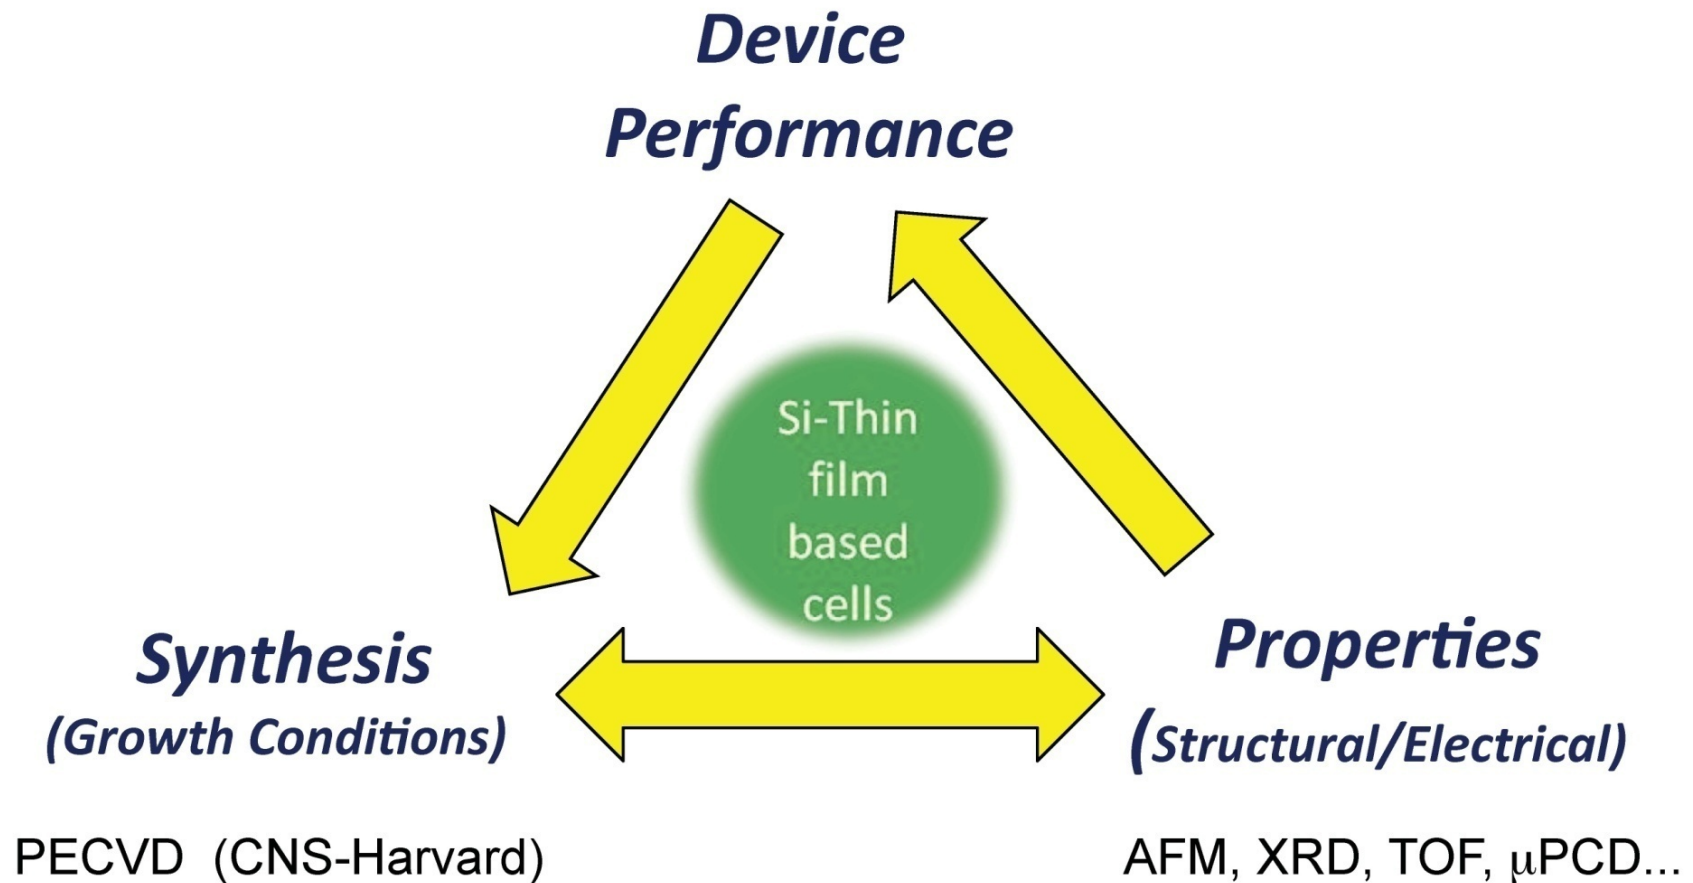 Device
Performance
Si-Thin
film
based
cells
Synthesis
(Growth Conditions)
Properties
(Structural/Electrical)
PECVD (CNS-Harvard)
AFM, XRD, TOF, μPCD...